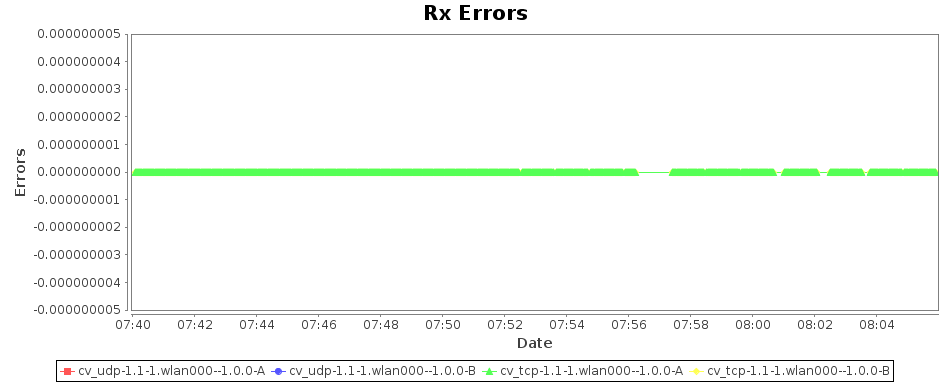 Rx Errors
0.000000005
0.000000004
0.000000003
0.000000002
0.000000001
0.000000000
-0.000000001
-0.000000002
-0.000000003
-0.000000004
-0.000000005
Errors
07:40 07:42 07:44 07:46 07:48 07:50 07:52 07:54 07:56 07:58 08:00 08:02 08:04
Date
cv_udp-1.1-1.wlan000--1.0.0-A cv_udp-1.1-1.wlan000--1.0.0-B cv_tcp-1.1-1.wlan000--1.0.0-A cv_tcp-1.1-1.wlan000--1.0.0-B